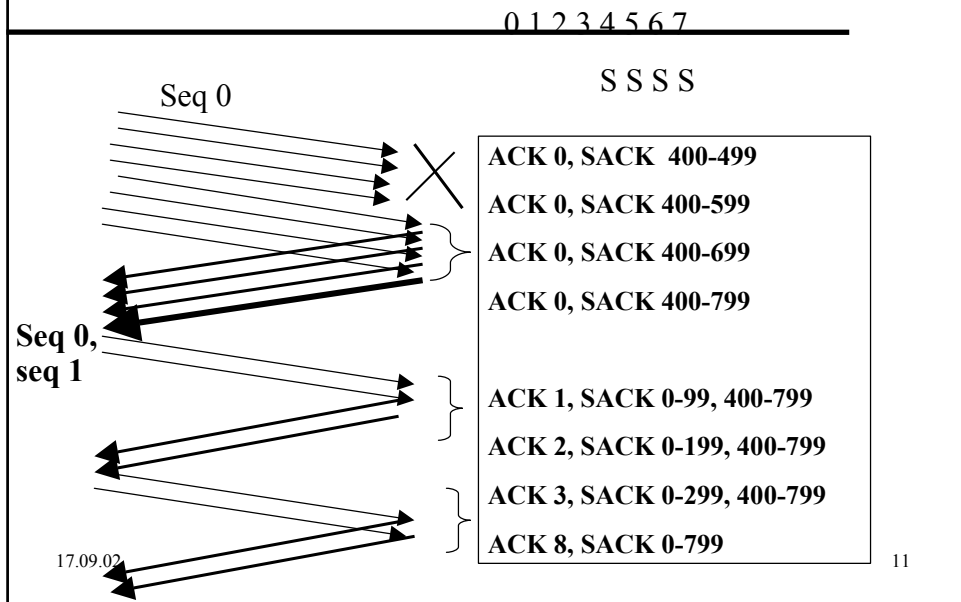 0 1 2 3 4 5 6 7
S S S S
Seq 0
ACK 0, SACK 400-499
ACK 0, SACK 400-599
ACK 0, SACK 400-699
ACK 0, SACK 400-799
Seq 0,
seq 1
ACK 1, SACK 0-99, 400-799
ACK 2, SACK 0-199, 400-799
ACK 3, SACK 0-299, 400-799
ACK 8, SACK 0-799
17.09.02
11